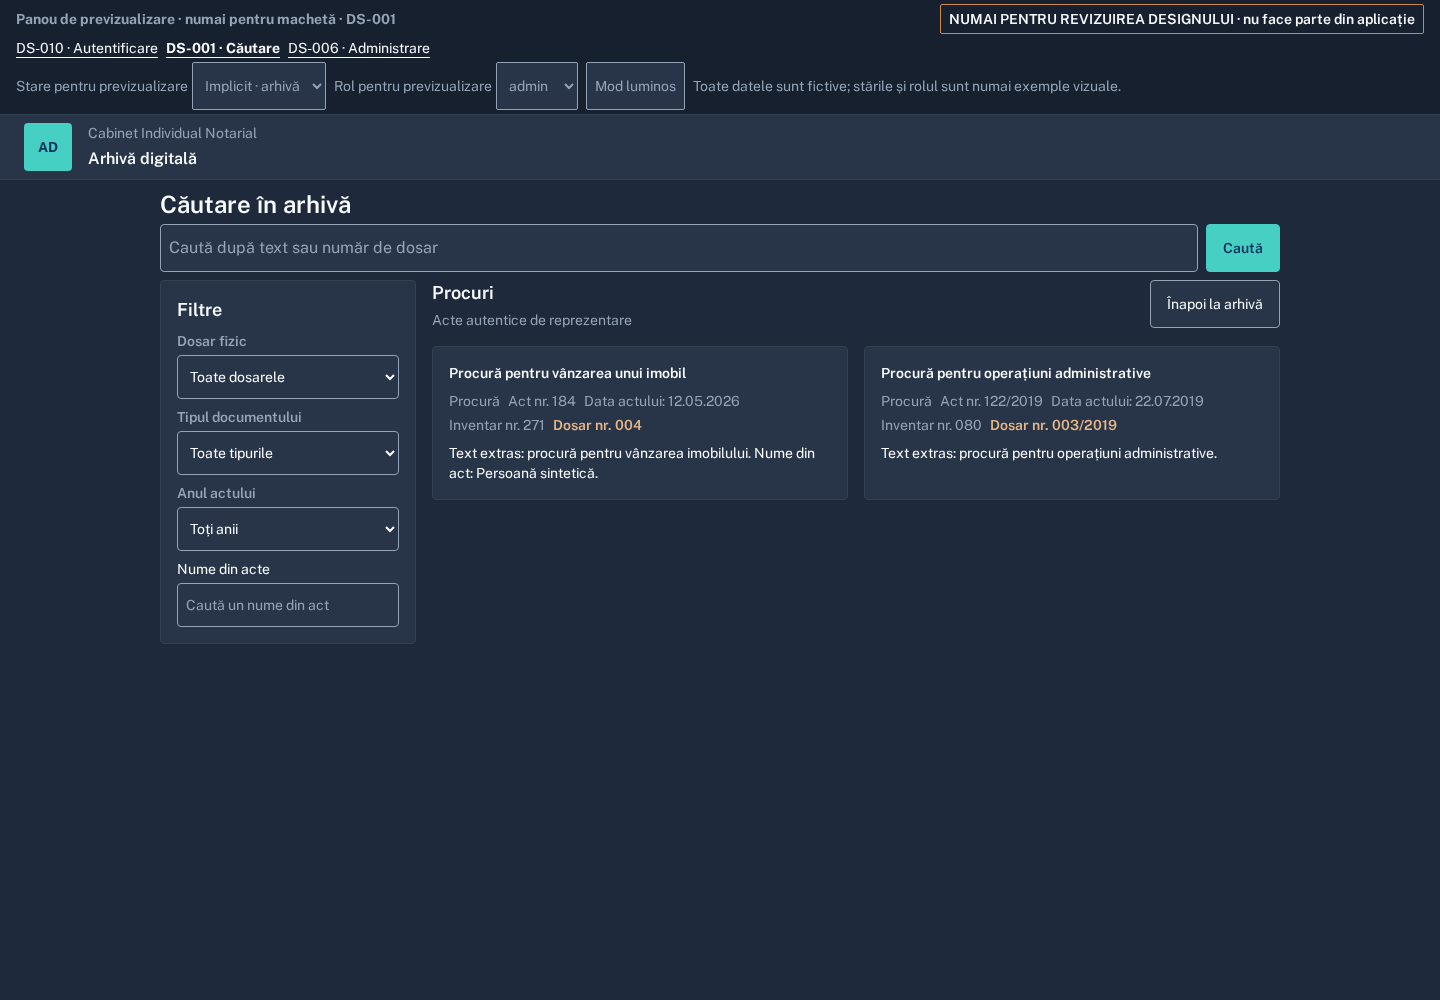 Panou de previzualizare · numai pentru machetă · DS-001
NUMAI PENTRU REVIZUIREA DESIGNULUI · nu face parte din aplicație
DS-010 · Autentificare DS-001 · Căutare DS-006 · Administrare
Stare pentru previzualizare Implicit · arhivă Rol pentru previzualizare admin Mod luminos Toate datele sunt fictive; stările și rolul sunt numai exemple vizuale.
AD
Cabinet Individual Notarial
Arhivă digitală
Căutare în arhivă
Caută după text sau număr de dosar
Caută
Filtre
Dosar fizic
Toate dosarele
Tipul documentului
Toate tipurile
Anul actului
Toți anii
Nume din acte
Caută un nume din act
Procuri
Acte autentice de reprezentare
Înapoi la arhivă
Procură pentru vânzarea unui imobil
Procură Act nr. 184 Data actului: 12.05.2026
Inventar nr. 271 Dosar nr. 004
Text extras: procură pentru vânzarea imobilului. Nume din
act: Persoană sintetică.
Procură pentru operațiuni administrative
Procură Act nr. 122/2019 Data actului: 22.07.2019
Inventar nr. 080 Dosar nr. 003/2019
Text extras: procură pentru operațiuni administrative.